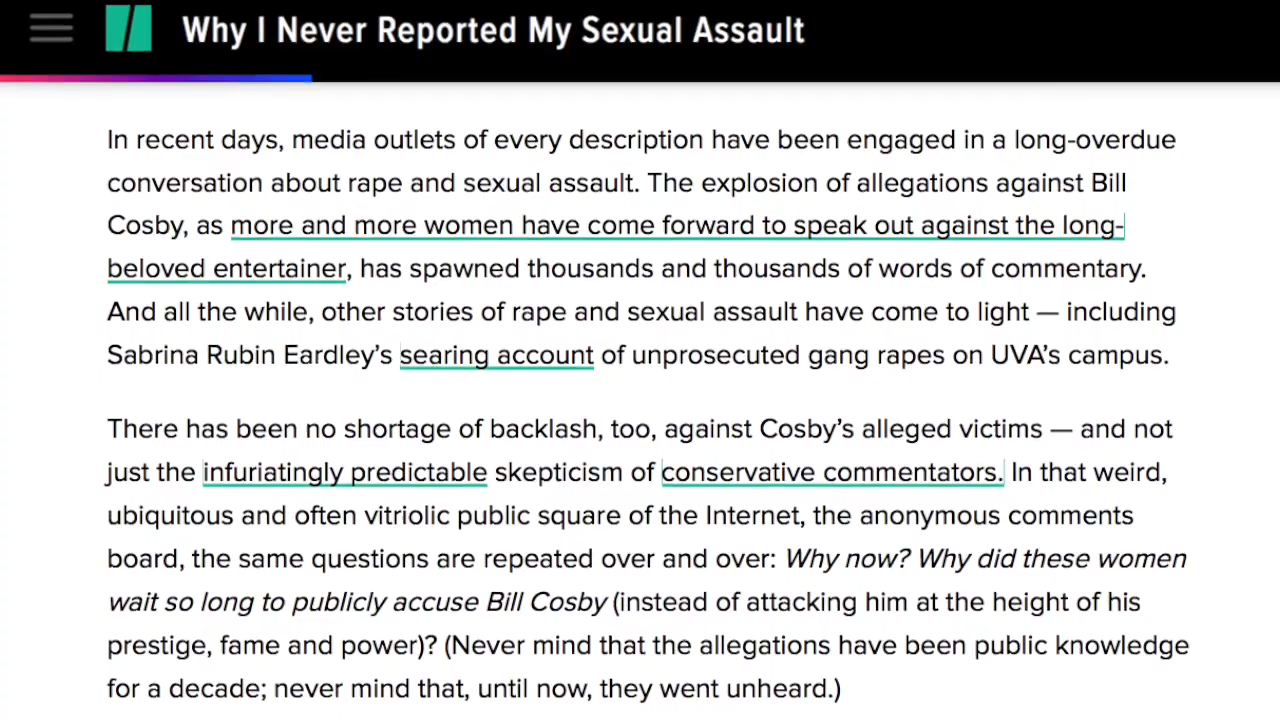 Why I Never Reported My Sexual Assault
In recent days, media outlets of every description have been engaged in a long-overdue
conversation about rape and sexual assault. The explosion of allegations against Bill
Cosby, as more and more women have come forward to speak out against the long-
beloved entertainer, has spawned thousands and thousands of words of commentary.
And all the while, other stories of rape and sexual assault have come to light — including
Sabrina Rubin Eardley’s searing account of unprosecuted gang rapes on UVA’s campus.
There has been no shortage of backlash, too, against Cosby’s alleged victims — and not
just the infuriatingly predictable skepticism of conservative commentators. In that weird,
ubiquitous and often vitriolic public square of the Internet, the anonymous comments
board, the same questions are repeated over and over: Why now? Why did these women
wait so long to publicly accuse Bill Cosby (instead of attacking him at the height of his
prestige, fame and power)? (Never mind that the allegations have been public knowledge
for a decade; never mind that, until now, they went unheard.)